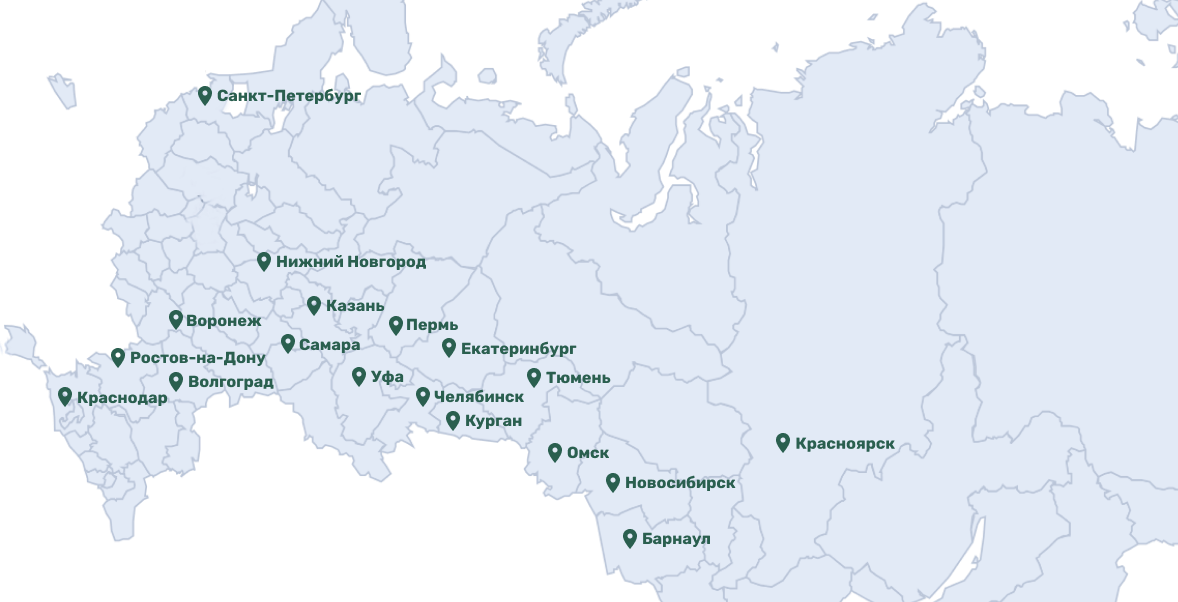 Санкт-Петербург
Нижний Новгород
Казань
Воронеж
Пермь
Самара
Екатеринбург
Ростов-на-Дону
Уфа
Тюмень
Волгоград
Краснодар
Челябинск
Курган
Красноярск
Омск
Новосибирск
Барнаул